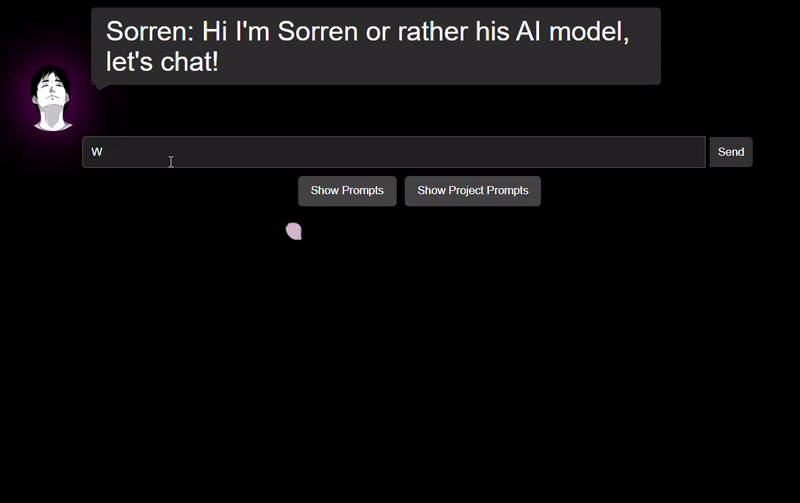 Sorren: Hi I'm Sorren or rather his AI model,
let's chat!
W
Send
Show Prompts
Show Project Prompts